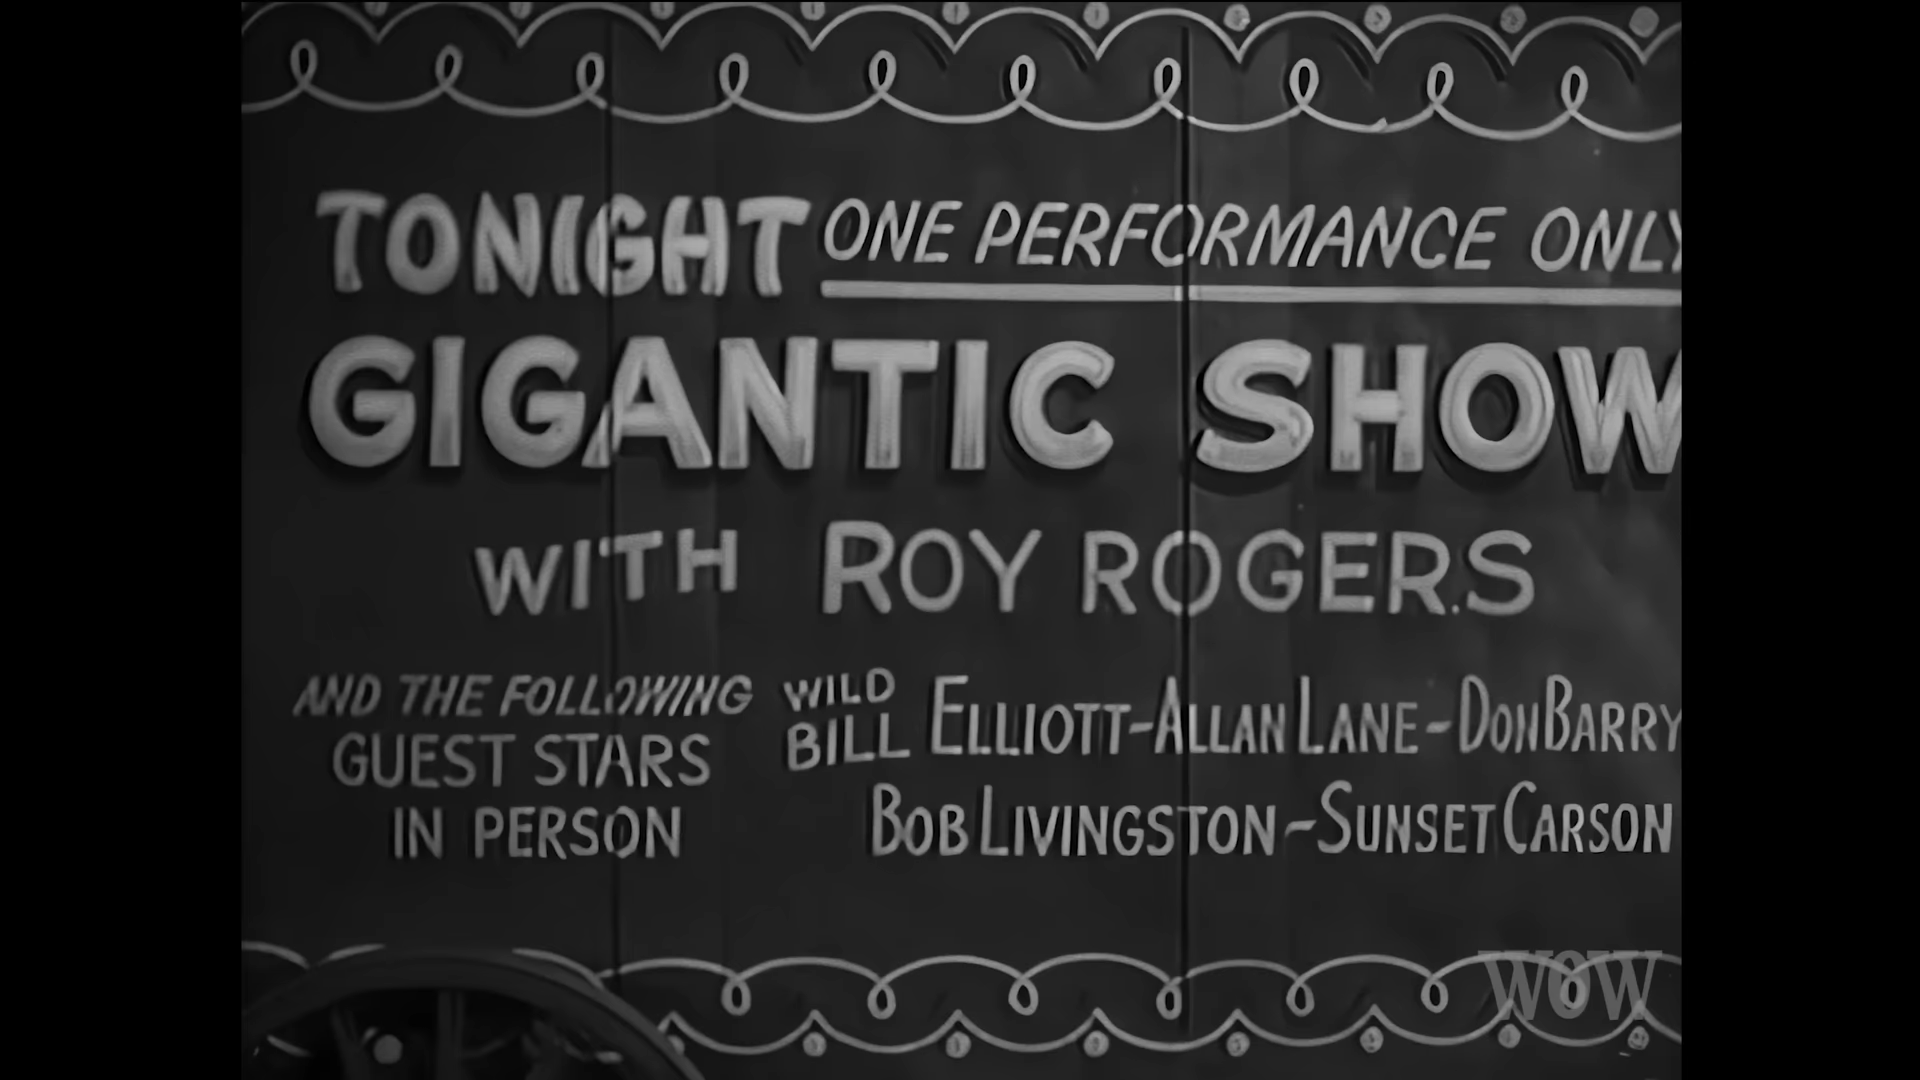 TONIGHT ONE PERFORMANCE ONLY
GIGANTIC SHOW
WITH ROY ROGERS
AND THE FOLLOWING
GUEST STARS
IN PERSON
WILD
BILL ELLIOTT-ALLAN LANE-DON BARRY
BOB LIVINGSTON-SUNSET CARSON
WOW